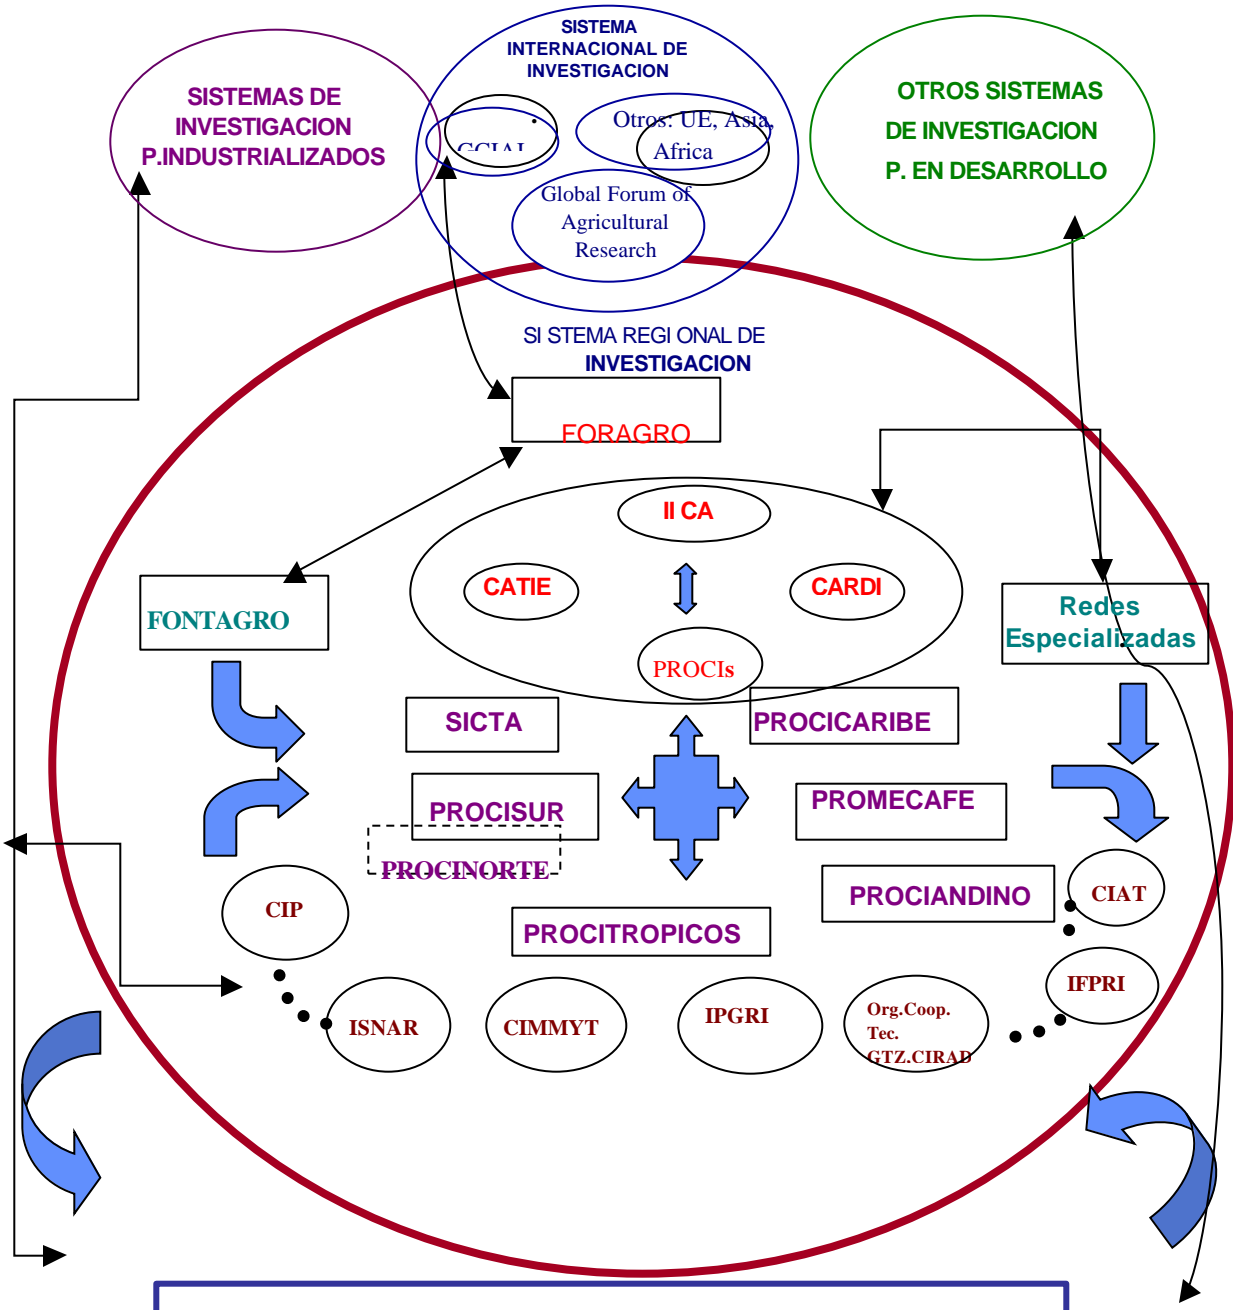 SISTEMA
INTERNACIONAL DE
INVESTIGACION
SISTEMAS DE
INVESTIGACION
P.INDUSTRIALIZADOS
OTROS SISTEMAS
DE INVESTIGACION
P. EN DESARROLLO
Otros: UE, Asia,
Africa
Global Forum of
Agricultural
Research
SI STEMA REGI ONAL DE
INVESTIGACION
FORAGRO
II CA
CATIE
CARDI
PROCIs
FONTAGRO
Redes
Especializadas
SICTA
PROCICARIBE
PROCISUR
PROMECAFE
PROCINORTE
PROCIANDINO
PROCITROPICOS
CIP
CIAT
ISNAR
CIMMYT
IPGRI
Org.Coop.
Tec.
GTZ.CIRAD
IFPRI